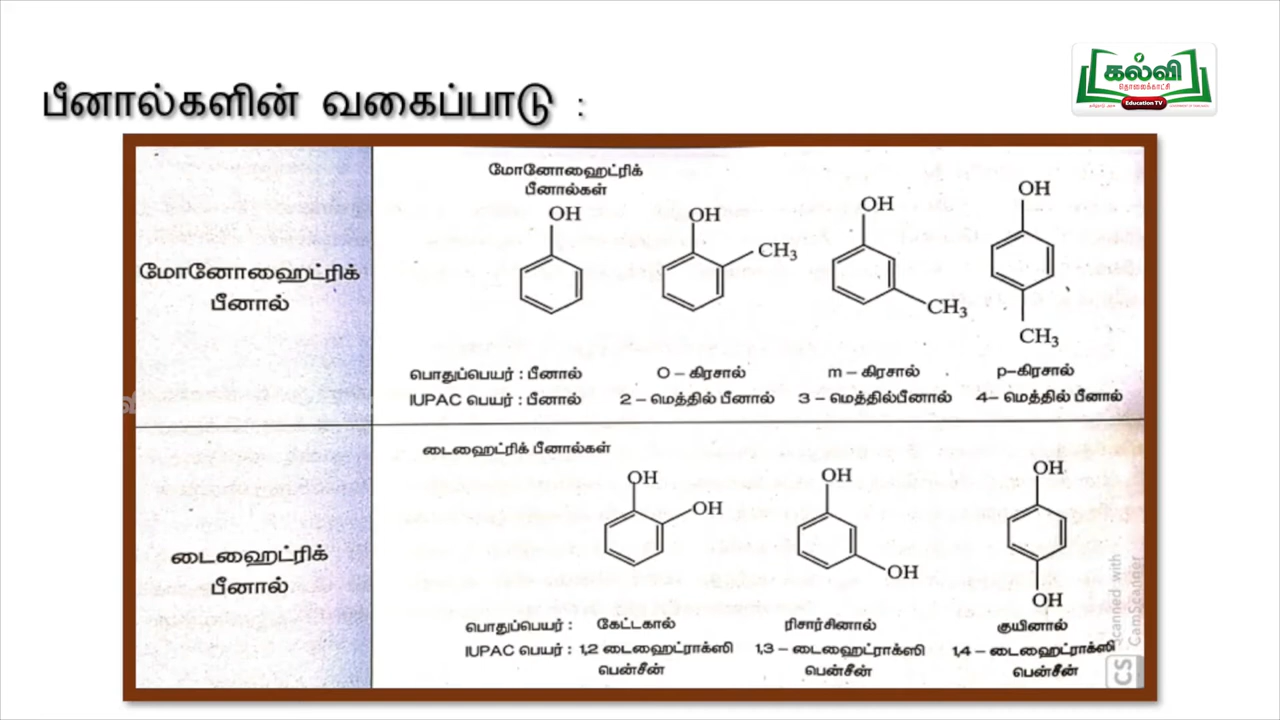 பீனால்களின் வகைப்பாடு :
கல்வி
தொலைக்காட்சி
Education TV
மோனோஹைட்ரிக்
பீனால்
மோனோஹைட்ரிக்
பீனால்கள்
OH
OH
CH3
OH
CH3
OH
CH3
பொதுப்பெயர் : பீனால் O – கிரசால் m – கிரசால் p–கிரசால்
IUPAC பெயர் : பீனால் 2 – மெத்தில் பீனால் 3 – மெத்தில்பீனால் 4– மெத்தில் பீனால்
டைஹைட்ரிக்
பீனால்
டைஹைட்ரிக் பீனால்கள்
OH
OH
OH
OH
OH
OH
பொதுப்பெயர் : கேட்டகால் ரிசார்சினால் குயினால்
IUPAC பெயர் : 1,2 டைஹைட்ராக்ஸி 1,3 – டைஹைட்ராக்ஸி 1,4 – டைஹைட்ராக்ஸி
பென்சீன் பென்சீன் பென்சீன்
CS
Scanned with
CamScanner